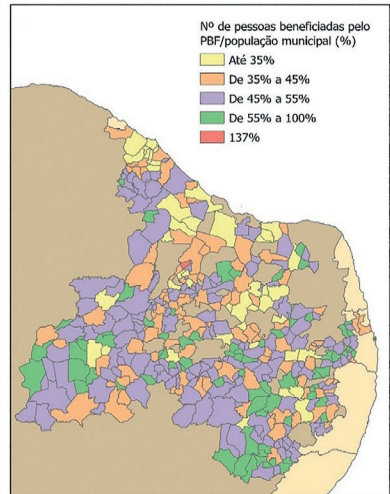 Nº de pessoas beneficiadas pelo
PBF/população municipal (%)
Até 35%
De 35% a 45%
De 45% a 55%
De 55% a 100%
137%